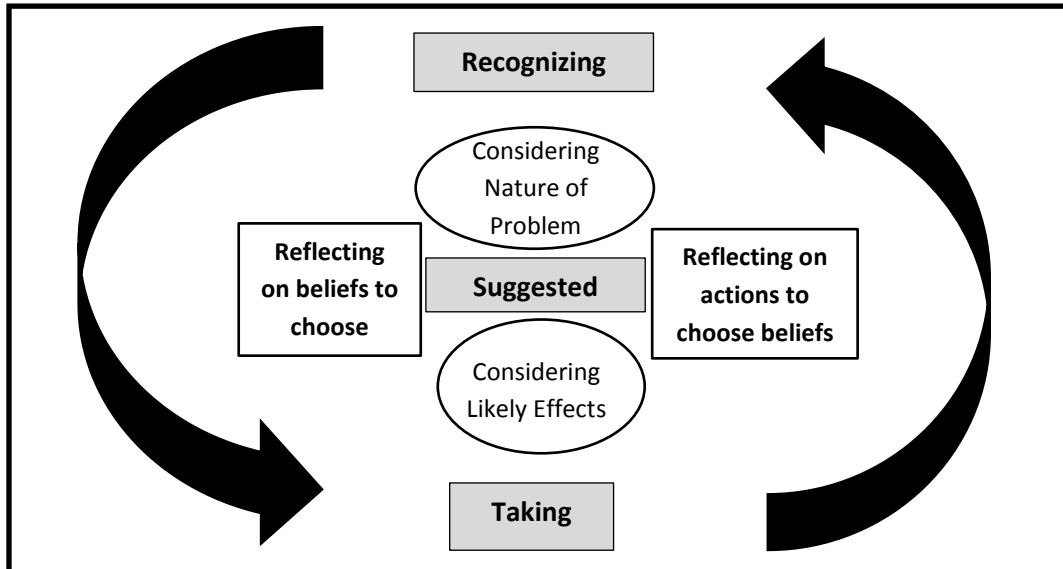 Recognizing
Considering
Nature of
Problem
Reflecting
on beliefs to
choose
Suggested
Reflecting on
actions to
choose beliefs
Considering
Likely Effects
Taking